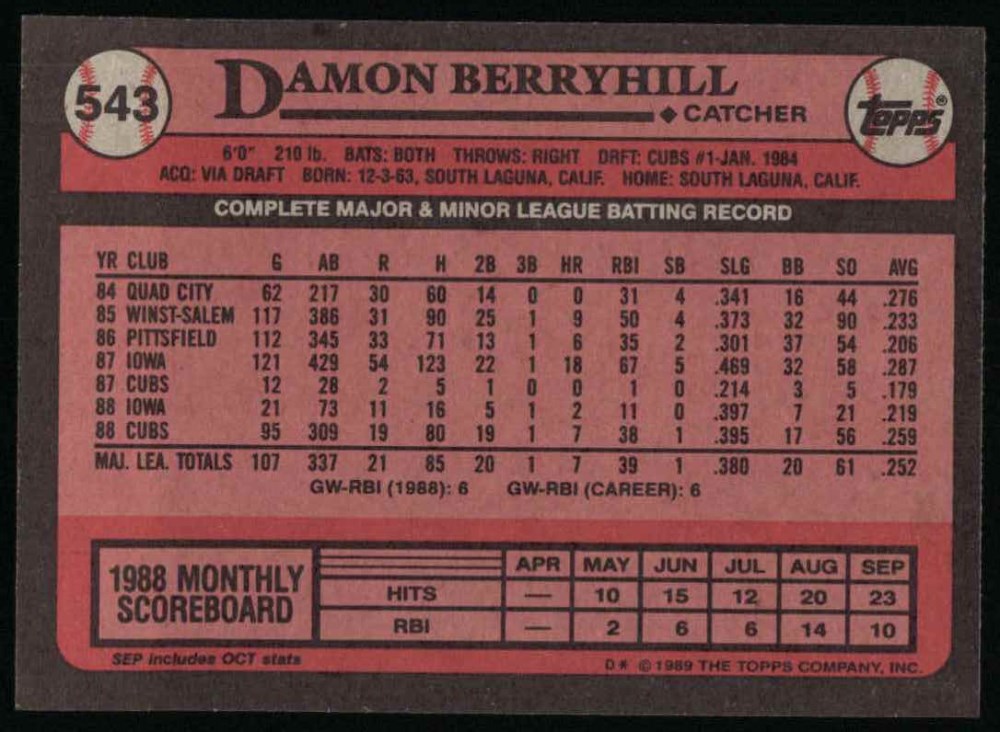 543
DAMON BERRYHILL
◆ CATCHER
Topps®
6'0" 210 lb. BATS: BOTH THROWS: RIGHT DRFT: CUBS #1-JAN. 1984
ACQ: VIA DRAFT BORN: 12-3-63, SOUTH LAGUNA, CALIF. HOME: SOUTH LAGUNA, CALIF.
COMPLETE MAJOR & MINOR LEAGUE BATTING RECORD
YR CLUB G AB R H 2B 3B HR RBI SB SLG BB SO AVG
84 QUAD CITY 62 217 30 60 14 0 0 31 4 .341 16 44 .276
85 WINST-SALEM 117 386 31 90 25 1 9 50 4 .373 32 90 .233
86 PITTSFIELD 112 345 33 71 13 1 6 35 2 .301 37 54 .206
87 IOWA 121 429 54 123 22 1 18 67 5 .469 32 58 .287
87 CUBS 12 28 2 5 1 0 0 1 0 .214 3 5 .179
88 IOWA 21 73 11 16 5 1 2 11 0 .397 7 21 .219
88 CUBS 95 309 19 80 19 1 7 38 1 .395 17 56 .259
MAJ. LEA. TOTALS 107 337 21 85 20 1 7 39 1 .380 20 61 .252
GW-RBI (1988): 6 GW-RBI (CAREER): 6
1988 MONTHLY
SCOREBOARD
APR MAY JUN JUL AUG SEP
HITS — 10 15 12 20 23
RBI — 2 6 6 14 10
SEP includes OCT stats
D* © 1989 THE TOPPS COMPANY, INC.